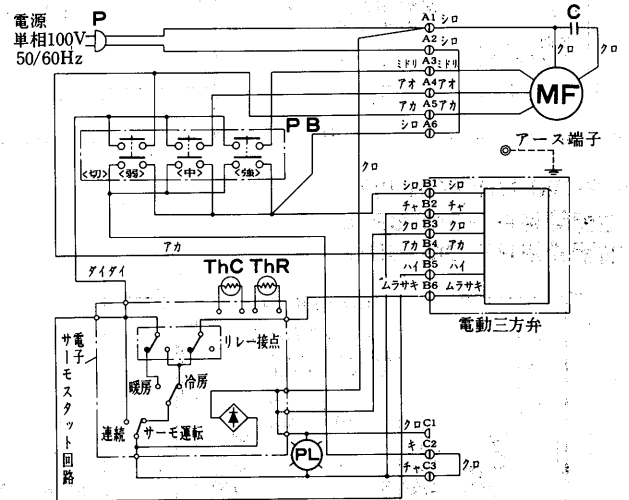 電源
単相100V
50/60Hz
P
A1 シロ
C
クロ
クロ
A2 シロ
ミドリ A3 ミドリ
アオ A4 アオ
アカ A5 アカ
シロ A6
MF
アース端子
PB
<切> <弱> <中> <強>
クロ
シロ B1 シロ
チャ B2 チャ
クロ B3 クロ
アカ B4 アカ
ハイ B5 ハイ
ムラサキ B6 ムラサキ
電動三方弁
アカ
ダイダイ
ThC ThR
リレー接点
電子サーモスタット回路
暖房
冷房
連続
サーモ運転
PL
クロ C1
キ C2
チャ C3
クロ